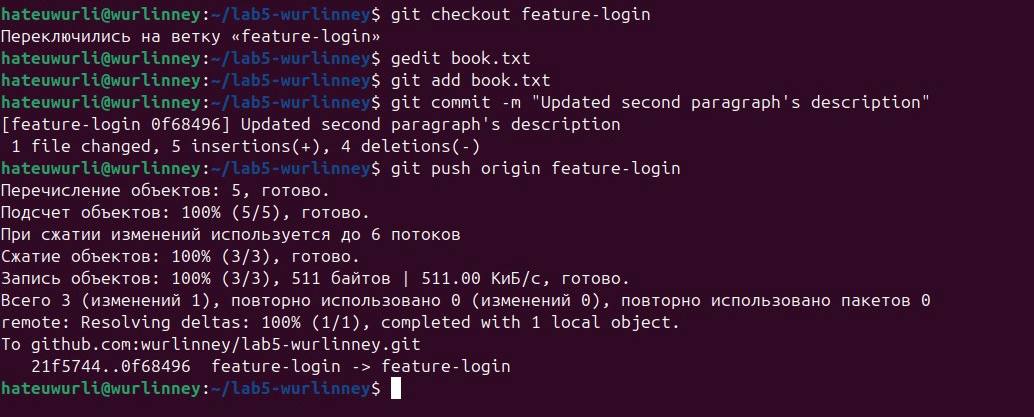 hateuwurli@wurlinney:~/lab5-wurlinney$ git checkout feature-login
Переключились на ветку «feature-login»
hateuwurli@wurlinney:~/lab5-wurlinney$ gedit book.txt
hateuwurli@wurlinney:~/lab5-wurlinney$ git add book.txt
hateuwurli@wurlinney:~/lab5-wurlinney$ git commit -m "Updated second paragraph's description"
[feature-login 0f68496] Updated second paragraph's description
 1 file changed, 5 insertions(+), 4 deletions(-)
hateuwurli@wurlinney:~/lab5-wurlinney$ git push origin feature-login
Перечисление объектов: 5, готово.
Подсчет объектов: 100% (5/5), готово.
При сжатии изменений используется до 6 потоков
Сжатие объектов: 100% (3/3), готово.
Запись объектов: 100% (3/3), 511 байтов | 511.00 КиБ/с, готово.
Всего 3 (изменений 1), повторно использовано 0 (изменений 0), повторно использовано пакетов 0
remote: Resolving deltas: 100% (1/1), completed with 1 local object.
To github.com:wurlinney/lab5-wurlinney.git
   21f5744..0f68496  feature-login -> feature-login
hateuwurli@wurlinney:~/lab5-wurlinney$